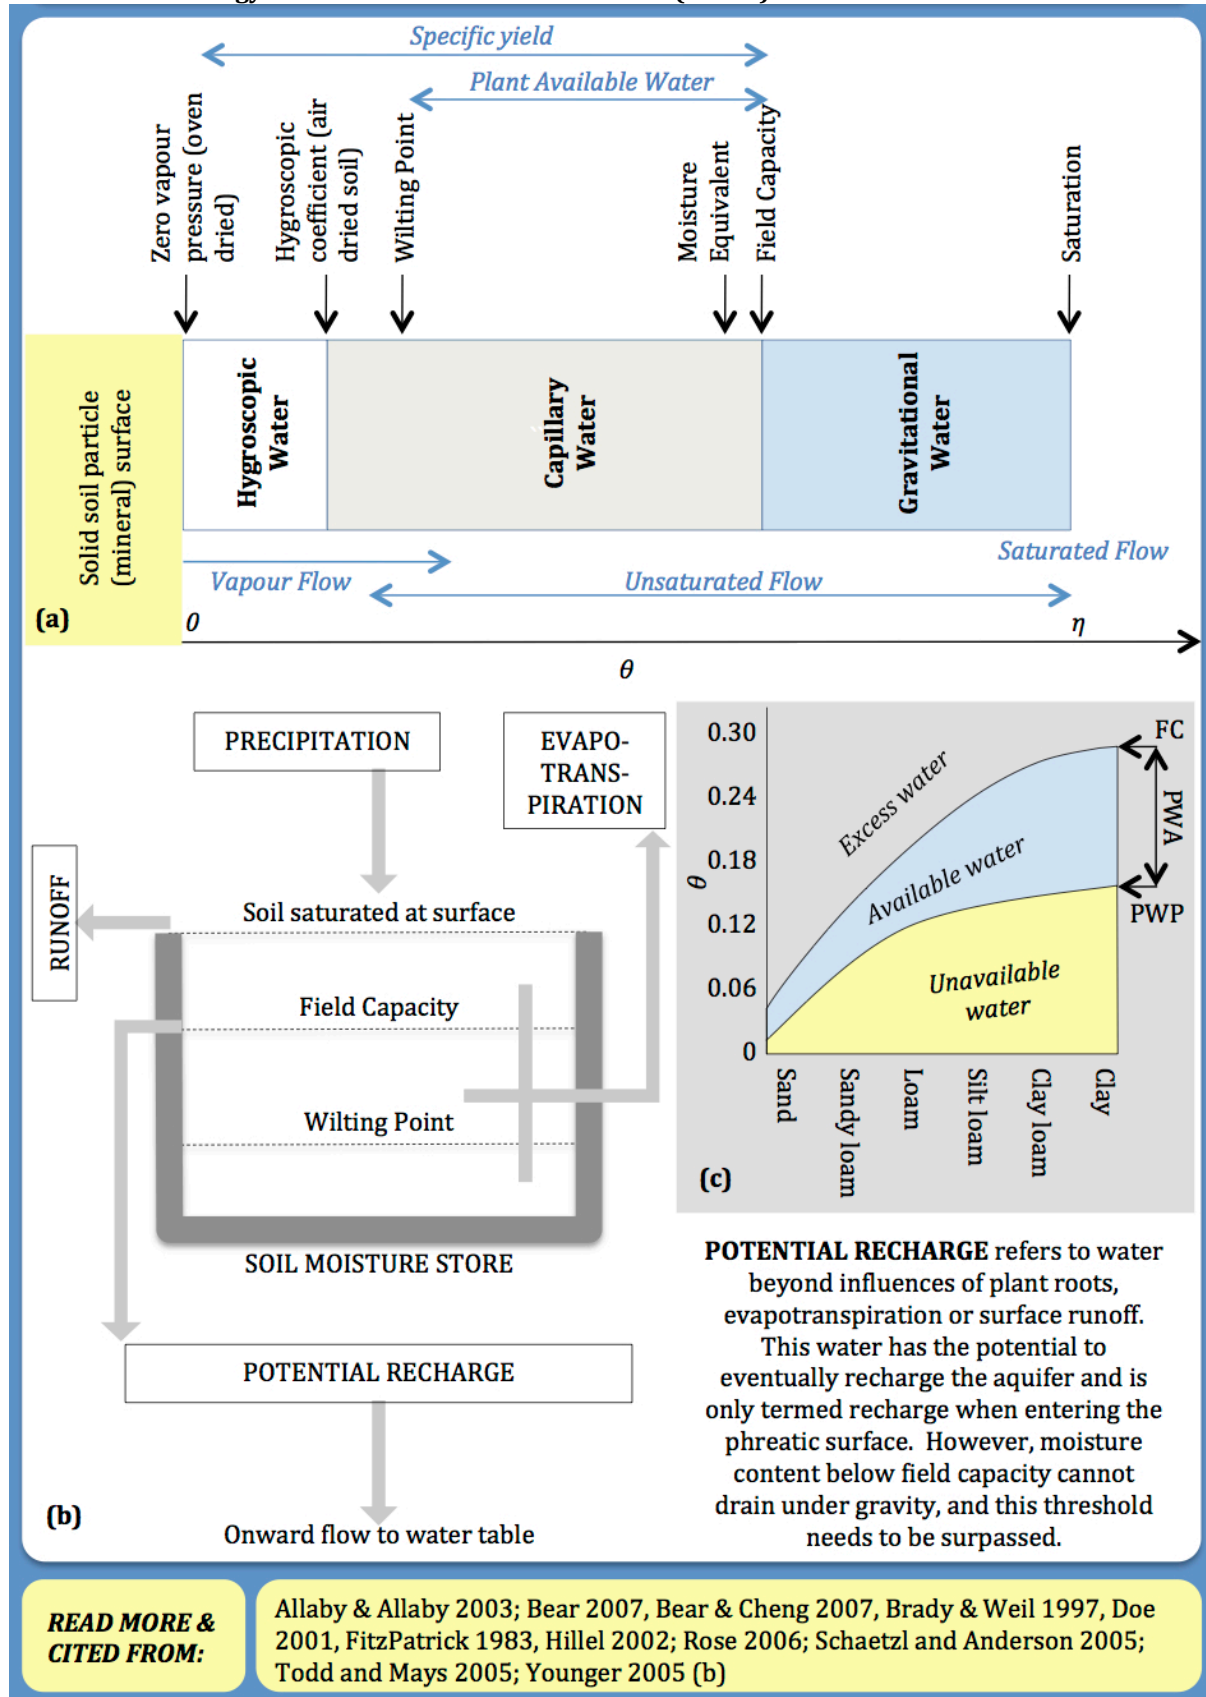 Specific yield
Plant Available Water
Zero vapour
pressure (oven
dried)
Hygroscopic
coefficient (air
dried soil)
Wilting Point
Moisture
Equivalent
Field Capacity
Saturation
Solid soil particle
(mineral) surface
Hygroscopic
Water
Capillary
Water
Gravitational
Water
Saturated Flow
Vapour Flow
Unsaturated Flow
(a)
0
η
θ
PRECIPITATION
EVAPO-
TRANS-
PIRATION
RUNOFF
Soil saturated at surface
Field Capacity
Wilting Point
SOIL MOISTURE STORE
POTENTIAL RECHARGE
Onward flow to water table
(b)
0.30
0.24
0.18
0.12
0.06
0
θ
Excess water
Available water
Unavailable
water
FC
PWA
PWP
Sand
Sandy loam
Loam
Silt loam
Clay loam
Clay
(c)
POTENTIAL RECHARGE refers to water
beyond influences of plant roots,
evapotranspiration or surface runoff.
This water has the potential to
eventually recharge the aquifer and is
only termed recharge when entering the
phreatic surface. However, moisture
content below field capacity cannot
drain under gravity, and this threshold
needs to be surpassed.
READ MORE &
CITED FROM:
Allaby & Allaby 2003; Bear 2007, Bear & Cheng 2007, Brady & Weil 1997, Doe
2001, FitzPatrick 1983, Hillel 2002; Rose 2006; Schaetzl and Anderson 2005;
Todd and Mays 2005; Younger 2005 (b)